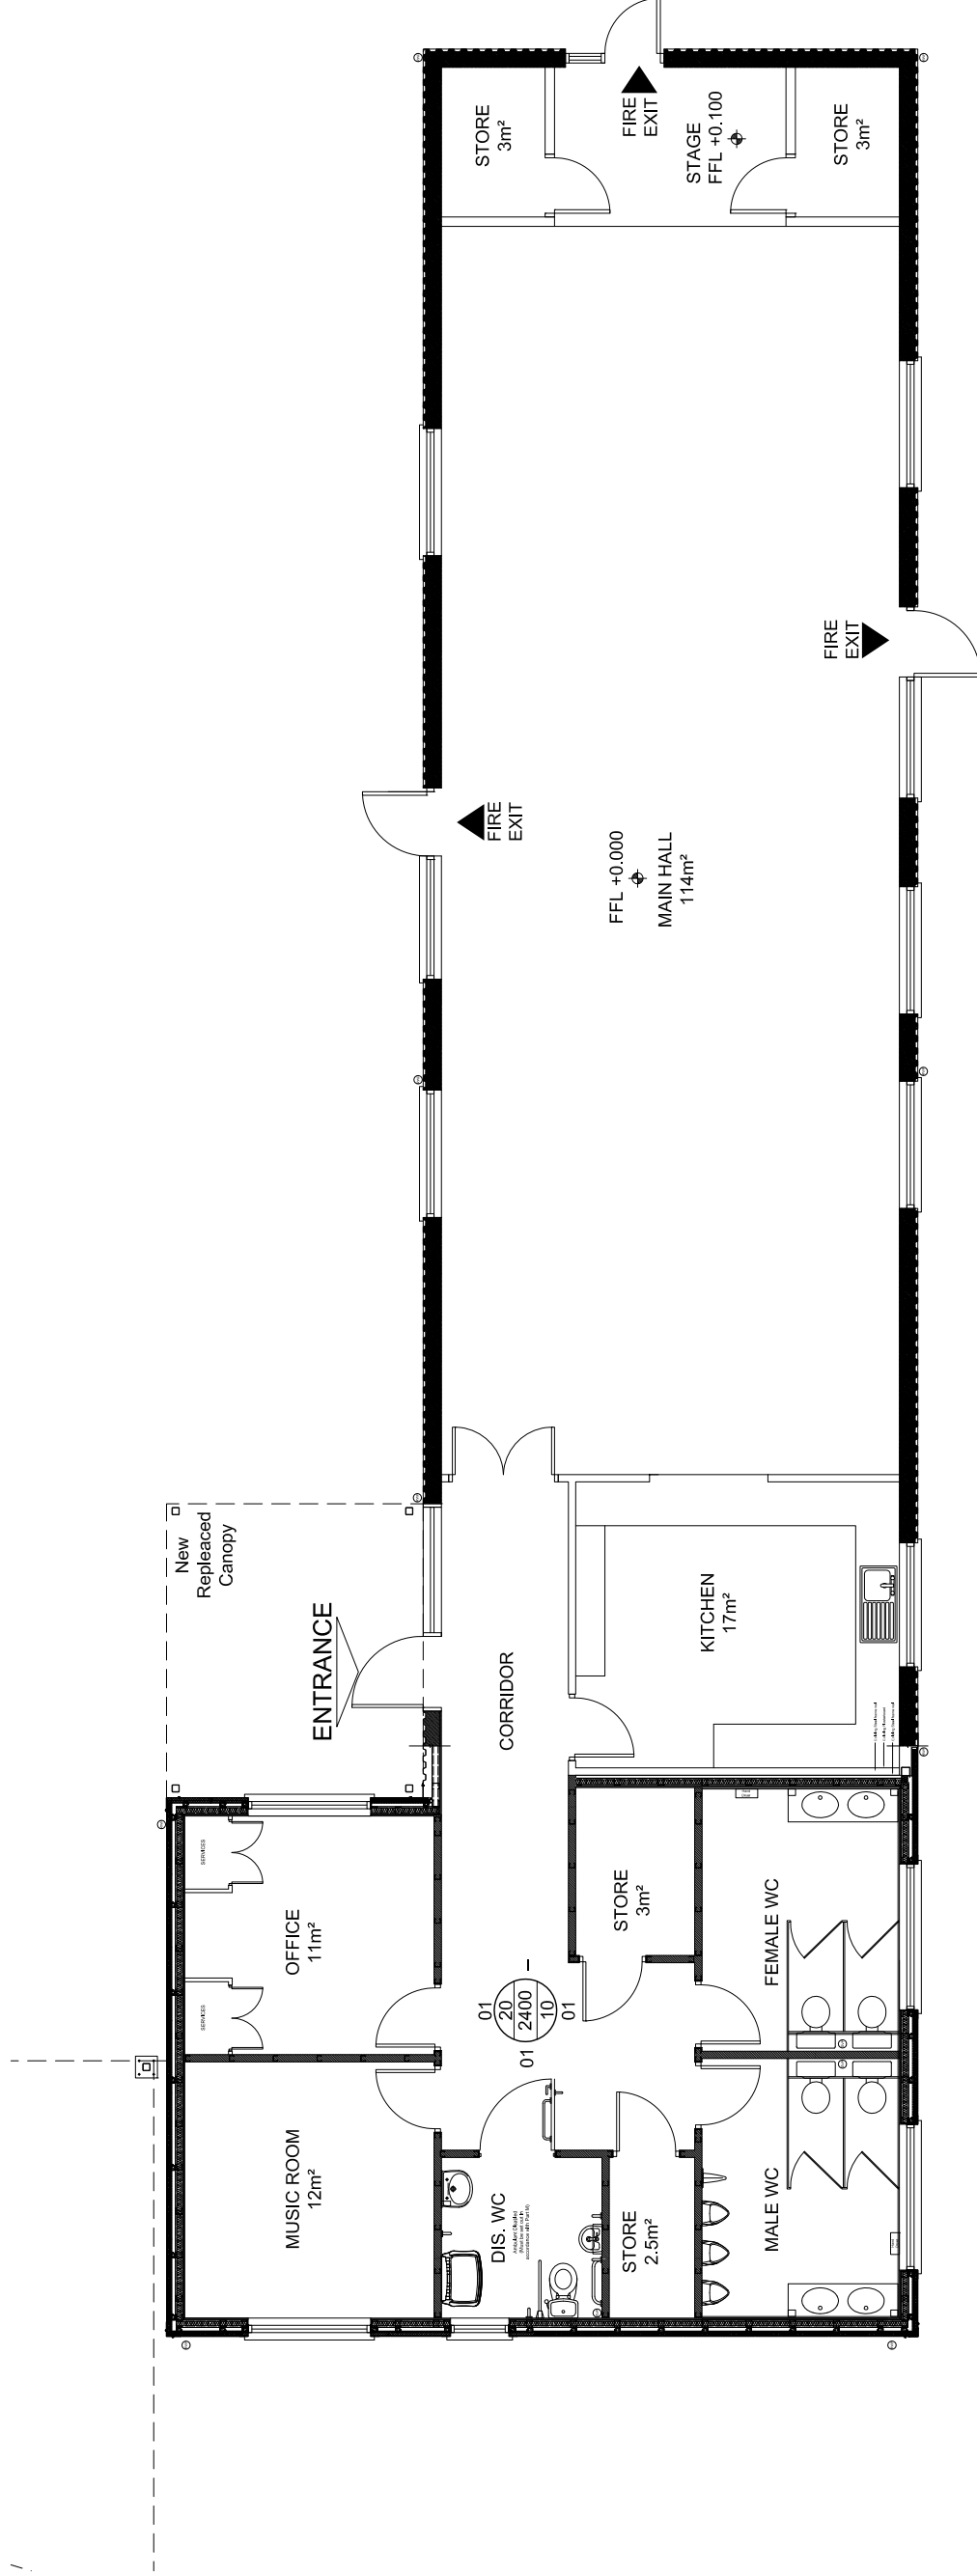 STORE
3m²
FIRE
EXIT
STAGE
FFL +0.100
STORE
3m²
FIRE
EXIT
FIRE
EXIT
FFL +0.000
MAIN HALL
114m²
New
Repleaced
Canopy
ENTRANCE
CORRIDOR
KITCHEN
17m²
SERVICES
OFFICE
11m²
SERVICES
STORE
3m²
FEMALE WC
01
20
2400
10
01
01
MUSIC ROOM
12m²
DIS. WC
STORE
2.5m²
MALE WC